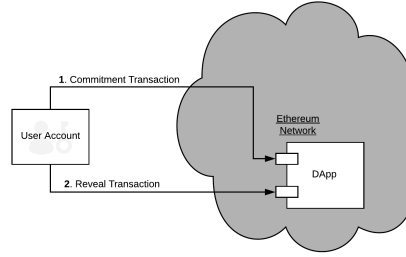 1. Commitment Transaction
Ethereum
Network
User Account
DApp
2. Reveal Transaction